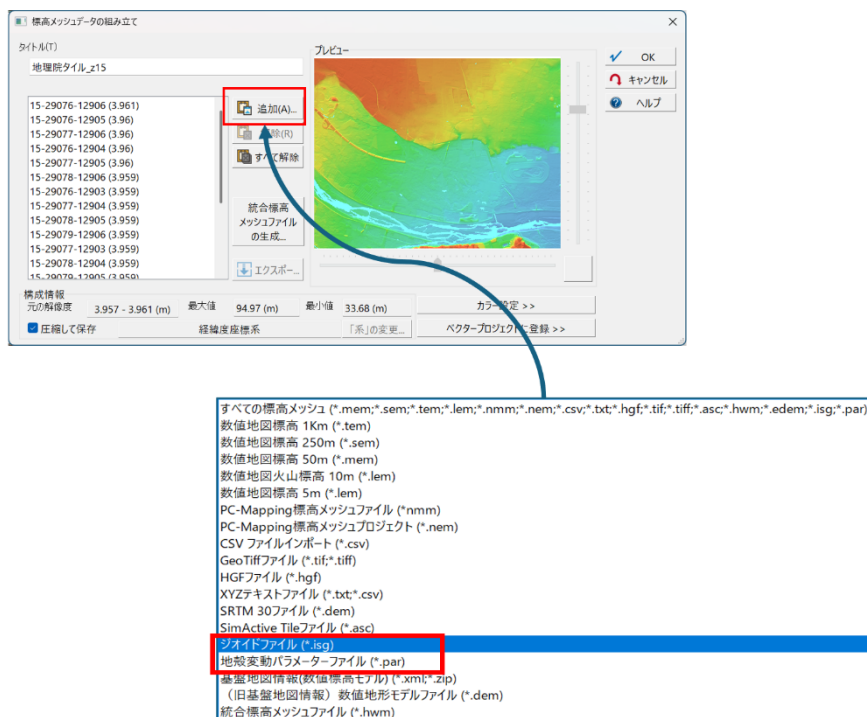 標高メッシュデータの組み立て
タイトル(T)
地理院タイル_z15
プレビュー
OK
キャンセル
ヘルプ
15-29076-12906 (3.961)
15-29076-12905 (3.96)
15-29077-12906 (3.96)
15-29076-12904 (3.96)
15-29077-12905 (3.96)
15-29078-12906 (3.959)
15-29076-12903 (3.959)
15-29077-12904 (3.959)
15-29078-12905 (3.959)
15-29079-12906 (3.959)
15-29077-12903 (3.959)
15-29078-12904 (3.959)
15-29079-12905 (3.959)
追加(A)...
除(R)
すべて解除
統合標高
メッシュファイル
の生成...
エクスポー...
構成情報
元の解像度
3.957 - 3.961 (m)
最大値
94.97 (m)
最小値
33.68 (m)
カラー設定 >>
圧縮して保存
経緯度座標系
「系」の変更...
ベクタープロジェクトに登録 >>
すべての標高メッシュ (*.mem;*.sem;*.tem;*.lem;*.nmm;*.nem;*.csv;*.txt;*.hgf;*.tif;*.tiff;*.asc;*.hwm;*.edem;*.isg;*.par)
数値地図標高 1Km (*.tem)
数値地図標高 250m (*.sem)
数値地図標高 50m (*.mem)
数値地図火山標高 10m (*.lem)
数値地図標高 5m (*.lem)
PC-Mapping標高メッシュファイル (*nmm)
PC-Mapping標高メッシュプロジェクト (*.nem)
CSV ファイルインポート (*.csv)
GeoTiffファイル (*.tif;*.tiff)
HGFファイル (*.hgf)
XYZテキストファイル (*.txt;*.csv)
SRTM 30ファイル (*.dem)
SimActive Tileファイル (*.asc)
ジオイドファイル (*.isg)
地殻変動パラメーターファイル (*.par)
基盤地図情報(数値標高モデル) (*.xml;*.zip)
（旧基盤地図情報）数値地形モデルファイル (*.dem)
統合標高メッシュファイル (*.hwm)